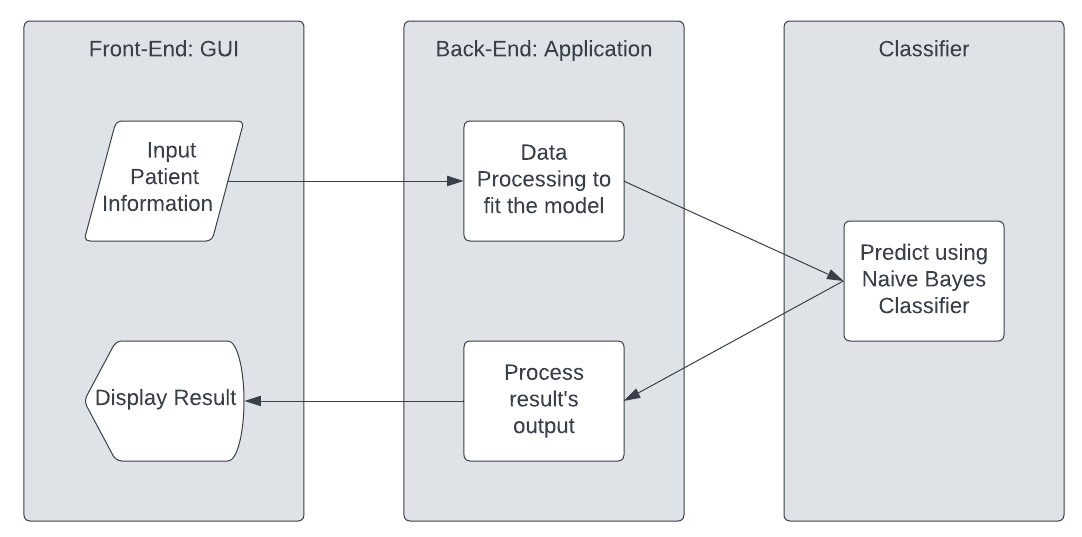 Front-End: GUI
Back-End: Application
Classifier
Input
Patient
Information
Data
Processing to
fit the model
Predict using
Naive Bayes
Classifier
Process
result's
output
Display Result